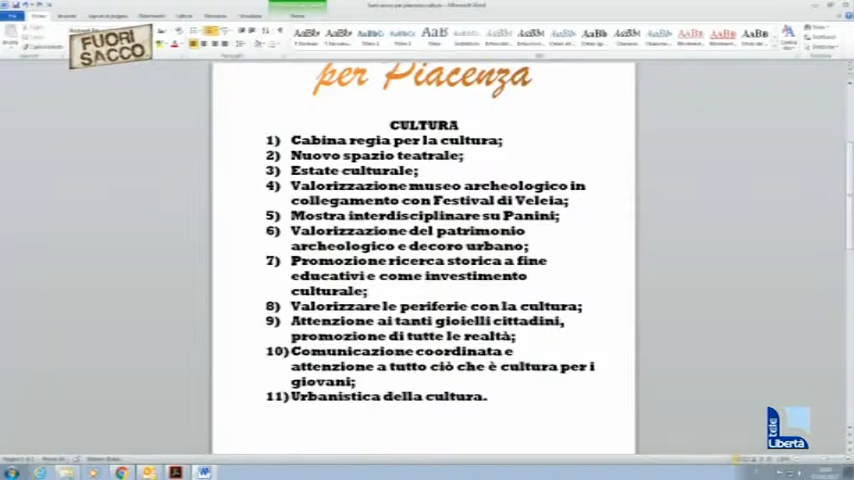 FUORI
SACCO
per Piacenza
CULTURA
1) Cabina regia per la cultura;
2) Nuovo spazio teatrale;
3) Estate culturale;
4) Valorizzazione museo archeologico in
collegamento con Festival di Veleia;
5) Mostra interdisciplinare su Panini;
6) Valorizzazione del patrimonio
archeologico e decoro urbano;
7) Promozione ricerca storica a fine
educativi e come investimento
culturale;
8) Valorizzare le periferie con la cultura;
9) Attenzione ai tanti gioielli cittadini,
promozione di tutte le realtà;
10) Comunicazione coordinata e
attenzione a tutto ciò che è cultura per i
giovani;
11) Urbanistica della cultura.
tele
Libertà